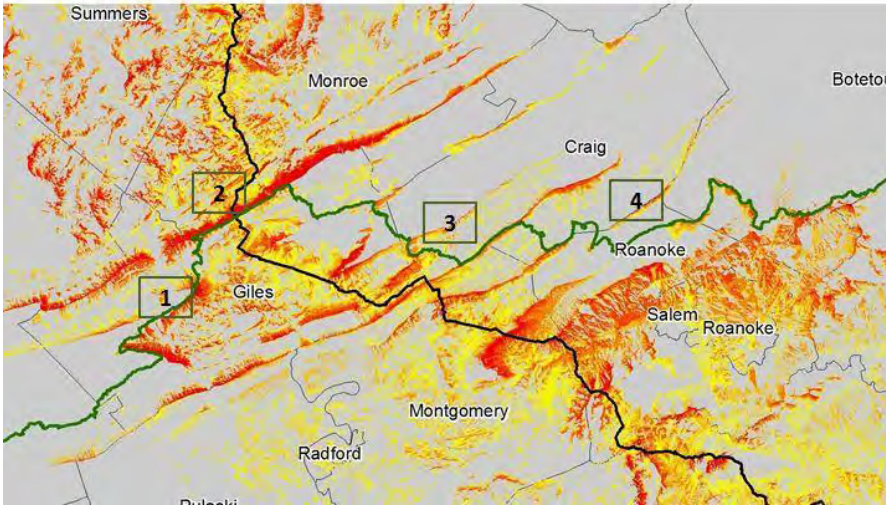 Summers
Monroe
Botetou
Craig
2
3
4
Roanoke
1
Giles
Salem
Roanoke
Montgomery
Radford
Pulaski